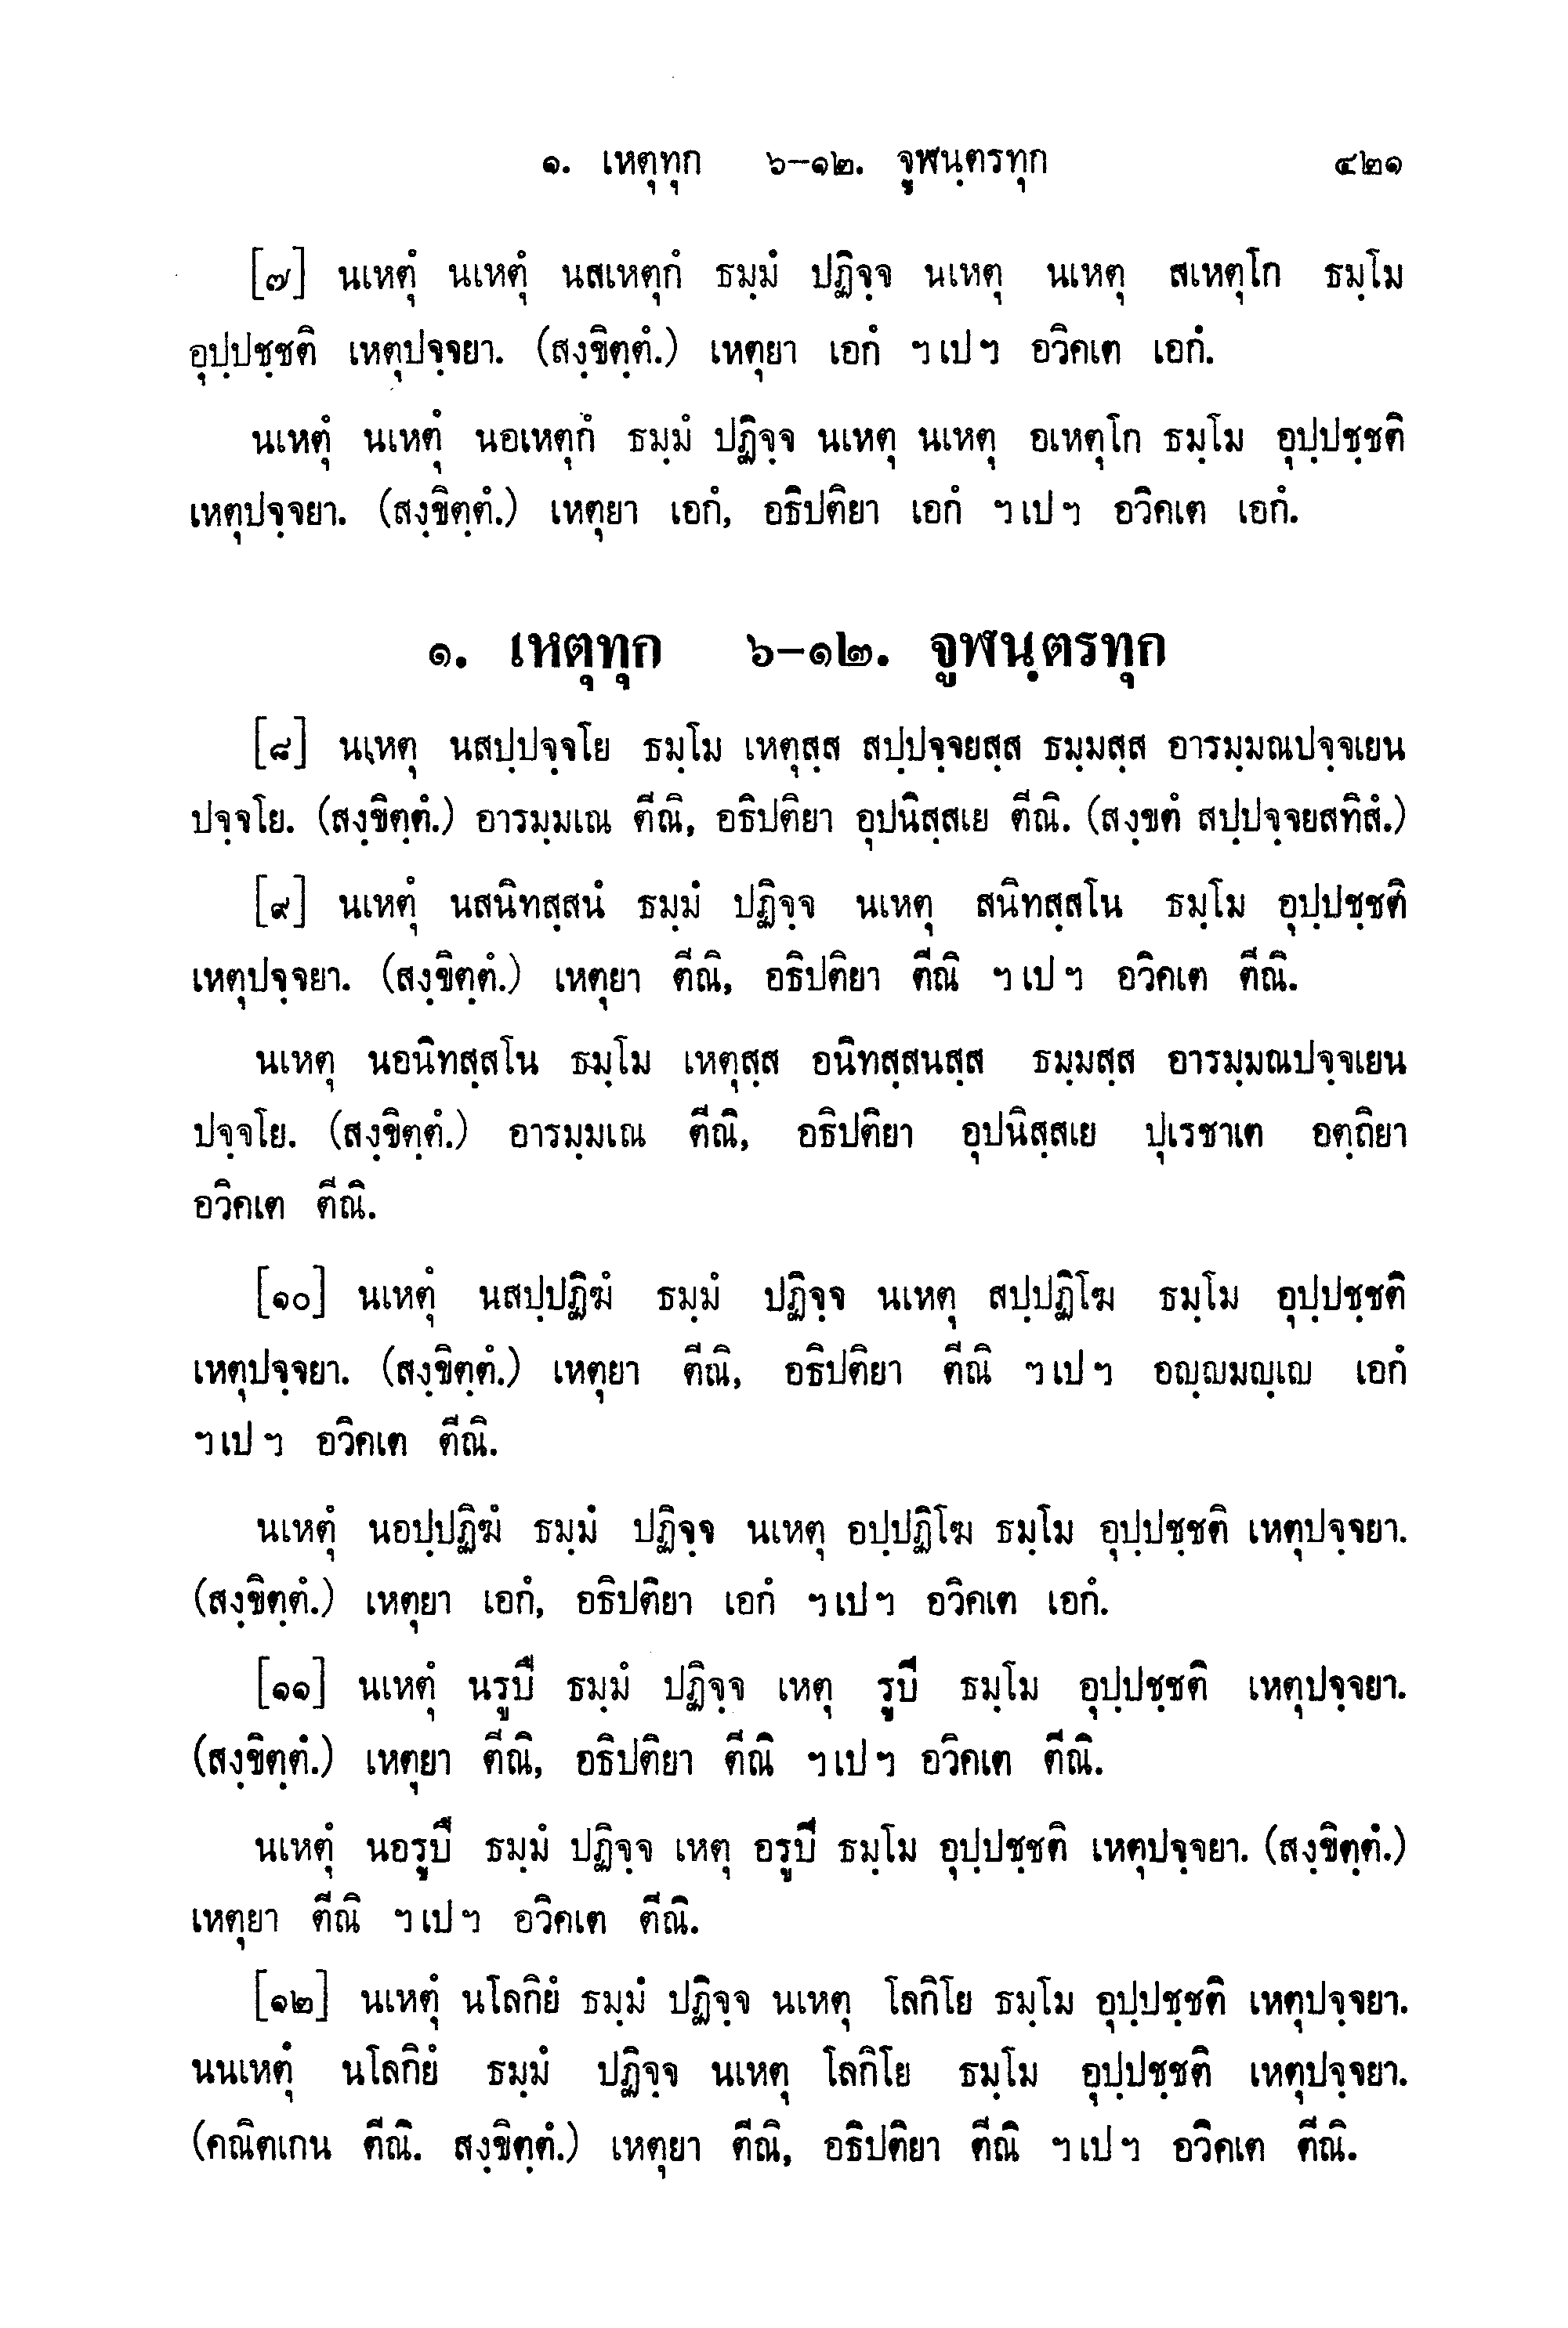 ๑. เหตุทุก ๖-๑๒. จูฬนฺตรทุก ๔๒๑
[๗] นเหตุํ นเหตุํ นสเหตุกํ ธมฺมํ ปฏิจฺจ นเหตุ นเหตุ สเหตุโก ธมฺโม
อุปฺปชฺชติ เหตุปจฺจยา. (สงฺขิตฺตํ.) เหตุยา เอกํ ฯเปฯ อวิคเต เอกํ.
นเหตุํ นเหตุํ นอเหตุกํ ธมฺมํ ปฏิจฺจ นเหตุ นเหตุ อเหตุโก ธมฺโม อุปฺปชฺชติ
เหตุปจฺจยา. (สงฺขิตฺตํ.) เหตุยา เอกํ, อธิปติยา เอกํ ฯเปฯ อวิคเต เอกํ.
๑. เหตุทุก ๖-๑๒. จูฬนฺตรทุก
[๘] นเหตุ นสปฺปจฺจโย ธมฺโม เหตุสฺส สปฺปจฺจยสฺส ธมฺมสฺส อารมฺมณปจฺจเยน
ปจฺจโย. (สงฺขิตฺตํ.) อารมฺมเณ ตีณิ, อธิปติยา อุปนิสฺสเย ตีณิ. (สงฺขตํ สปฺปจฺจยสทิสํ.)
[๙] นเหตุํ นสนิทสฺสนํ ธมฺมํ ปฏิจฺจ นเหตุ สนิทสฺสโน ธมฺโม อุปฺปชฺชติ
เหตุปจฺจยา. (สงฺขิตฺตํ.) เหตุยา ตีณิ, อธิปติยา ตีณิ ฯเปฯ อวิคเต ตีณิ.
นเหตุ นอนิทสฺสโน ธมฺโม เหตุสฺส อนิทสฺสนสฺส ธมฺมสฺส อารมฺมณปจฺจเยน
ปจฺจโย. (สงฺขิตฺตํ.) อารมฺมเณ ตีณิ, อธิปติยา อุปนิสฺสเย ปุเรชาเต อตฺถิยา
อวิคเต ตีณิ.
[๑๐] นเหตุํ นสปฺปฏิฆํ ธมฺมํ ปฏิจฺจ นเหตุ สปฺปฏิโฆ ธมฺโม อุปฺปชฺชติ
เหตุปจฺจยา. (สงฺขิตฺตํ.) เหตุยา ตีณิ, อธิปติยา ตีณิ ฯเปฯ อญฺญมญฺเญ เอกํ
ฯเปฯ อวิคเต ตีณิ.
นเหตุํ นอปฺปฏิฆํ ธมฺมํ ปฏิจฺจ นเหตุ อปฺปฏิโฆ ธมฺโม อุปฺปชฺชติ เหตุปจฺจยา.
(สงฺขิตฺตํ.) เหตุยา เอกํ, อธิปติยา เอกํ ฯเปฯ อวิคเต เอกํ.
[๑๑] นเหตุํ นรูปึ ธมฺมํ ปฏิจฺจ เหตุ รูปี ธมฺโม อุปฺปชฺชติ เหตุปจฺจยา.
(สงฺขิตฺตํ.) เหตุยา ตีณิ, อธิปติยา ตีณิ ฯเปฯ อวิคเต ตีณิ.
นเหตุํ นอรูปึ ธมฺมํ ปฏิจฺจ เหตุ อรูปี ธมฺโม อุปฺปชฺชติ เหตุปจฺจยา. (สงฺขิตฺตํ.)
เหตุยา ตีณิ ฯเปฯ อวิคเต ตีณิ.
[๑๒] นเหตุํ นโลกิยํ ธมฺมํ ปฏิจฺจ นเหตุ โลกิโย ธมฺโม อุปฺปชฺชติ เหตุปจฺจยา.
นนเหตุํ นโลกิยํ ธมฺมํ ปฏิจฺจ นเหตุ โลกิโย ธมฺโม อุปฺปชฺชติ เหตุปจฺจยา.
(คณิตเกน ตีณิ. สงฺขิตฺตํ.) เหตุยา ตีณิ, อธิปติยา ตีณิ ฯเปฯ อวิคเต ตีณิ.